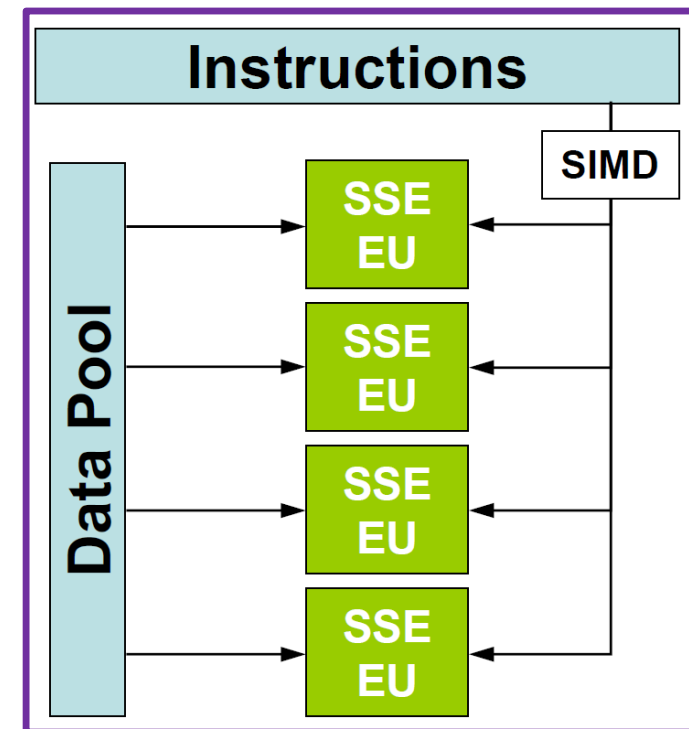 Instructions
SIMD
Data Pool
SSE
EU
SSE
EU
SSE
EU
SSE
EU